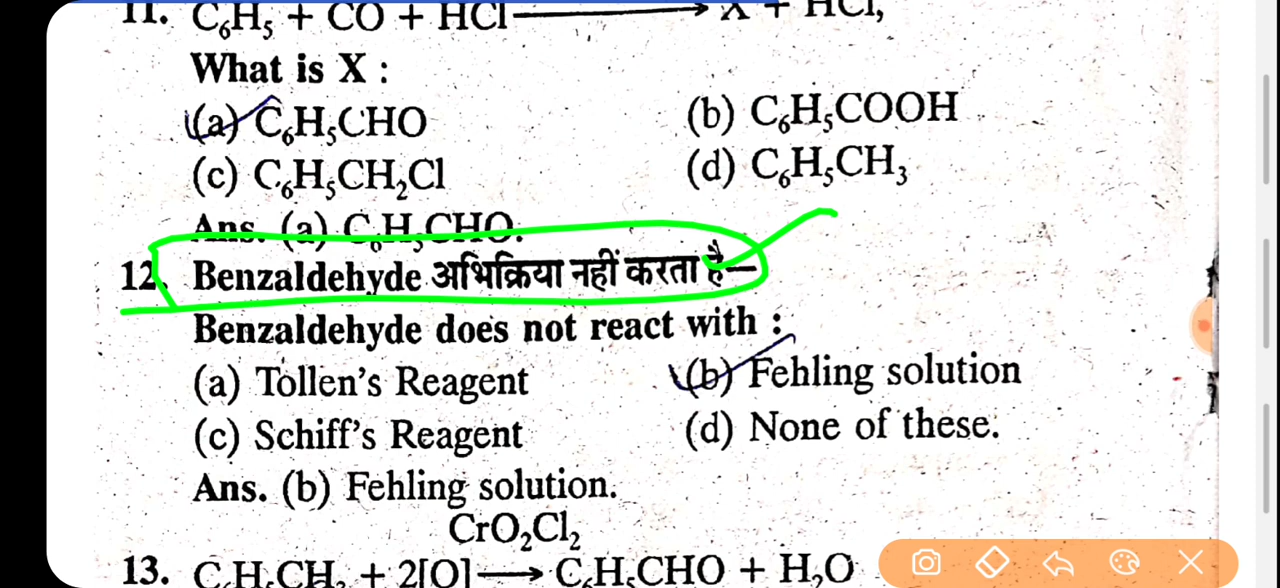 11. C₆H₅ + CO + HCl ⟶ X + HCl,
What is X :
(a) C₆H₅CHO (b) C₆H₅COOH
(c) C₆H₅CH₂Cl (d) C₆H₅CH₃
Ans. (a) C₆H₅CHO.
12. Benzaldehyde अभिक्रिया नहीं करता है—
Benzaldehyde does not react with :
(a) Tollen's Reagent (b) Fehling solution
(c) Schiff's Reagent (d) None of these.
Ans. (b) Fehling solution.
CrO₂Cl₂
13. C₆H₅CH₃ + 2[O] ⟶ C₆H₅CHO + H₂O